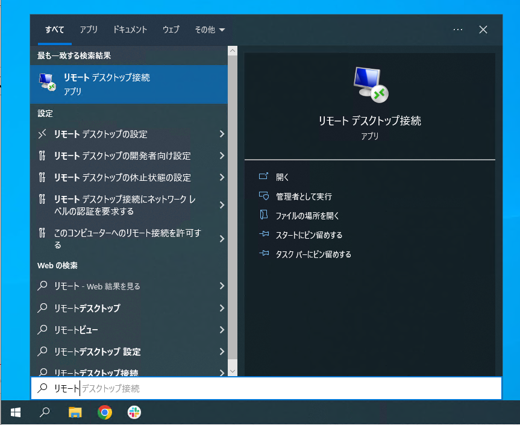 すべて アプリ ドキュメント ウェブ その他
最も一致する検索結果
リモート デスクトップ接続
アプリ
設定
リモート デスクトップの設定
リモート デスクトップの開発者向け設定
リモート デスクトップの休止状態の設定
リモート デスクトップ接続にネットワーク レ
ベルの認証を要求する
このコンピューターへのリモート接続を許可す
る
Web の検索
リモート - Web 結果を見る
リモートデスクトップ
リモートビュー
リモートデスクトップ 設定
リモートデスクトップ接続
リモートデスクトップ接続
リモート デスクトップ接続
アプリ
開く
管理者として実行
ファイルの場所を開く
スタートにピン留めする
タスク バーにピン留めする